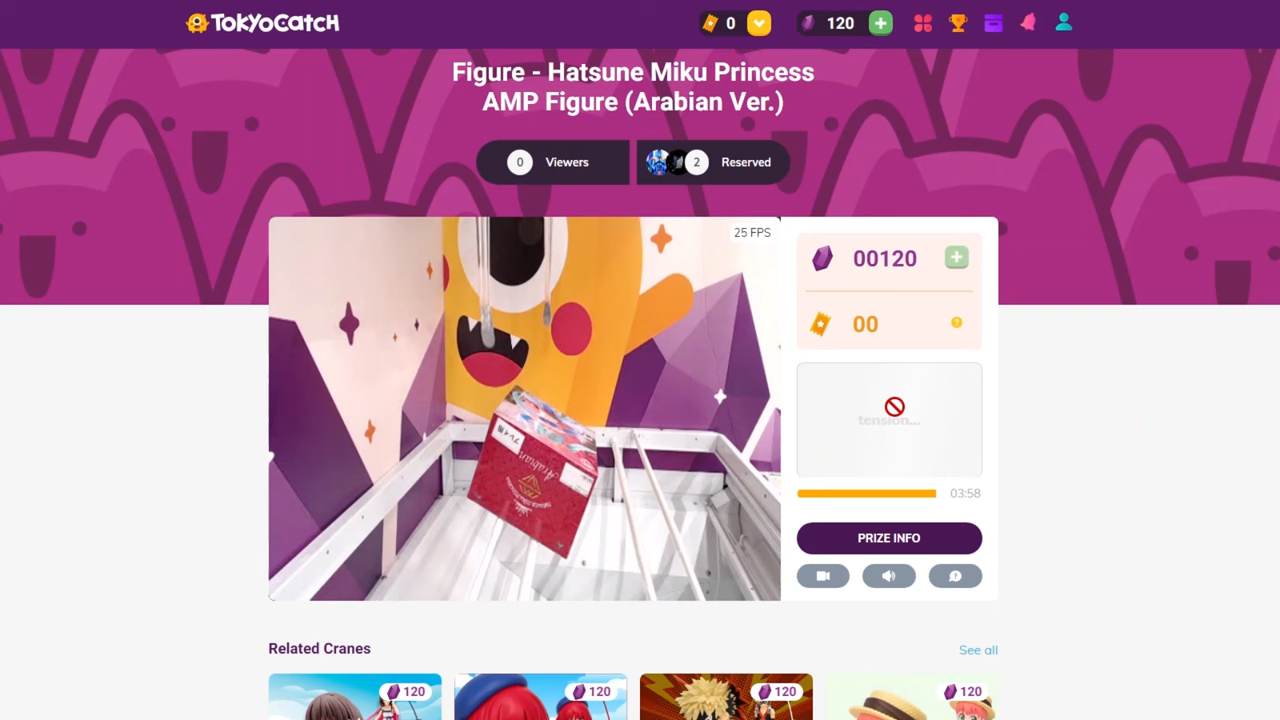 TOKYOCATCH
0
120
Figure - Hatsune Miku Princess
AMP Figure (Arabian Ver.)
0 Viewers
2 Reserved
25 FPS
00120
00
Arabian
tension...
03:58
PRIZE INFO
Related Cranes
See all
120
120
120
120